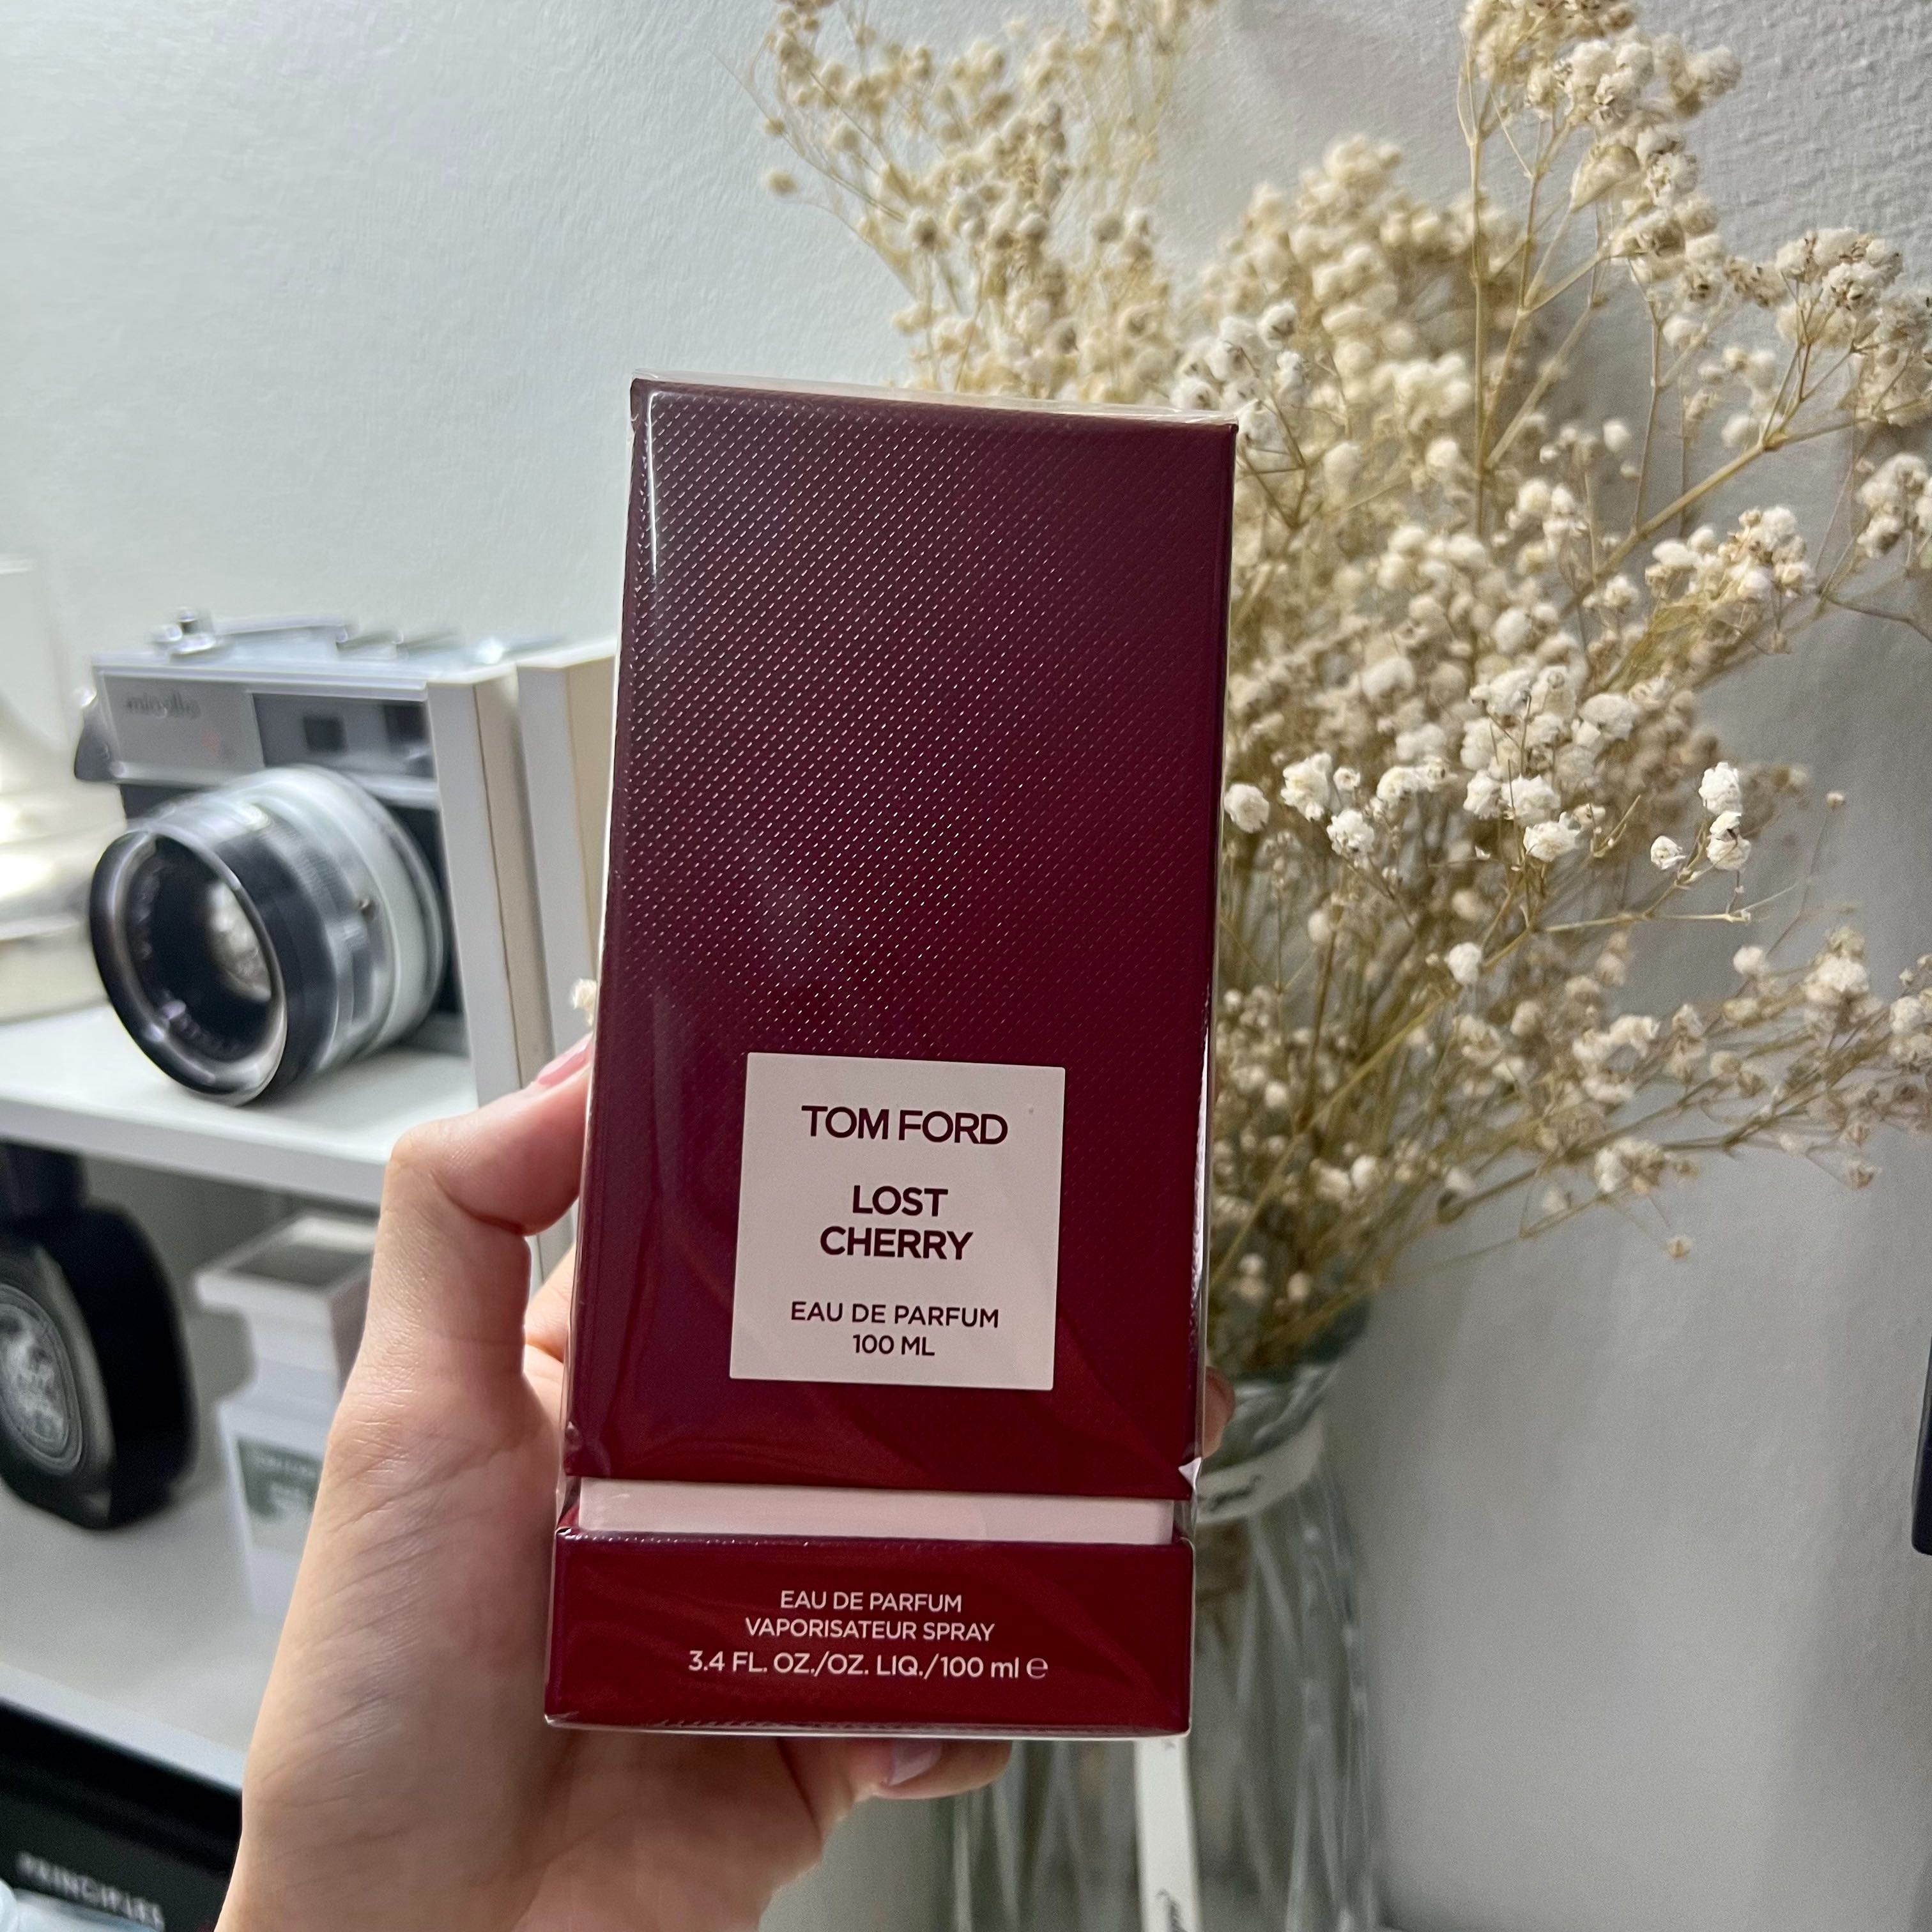 TOM FORD
LOST
CHERRY
EAU DE PARFUM
100 ML
EAU DE PARFUM
VAPORISATEUR SPRAY
3.4 FL. OZ./OZ. LIQ./100 ml ℮
PRINCIPLES